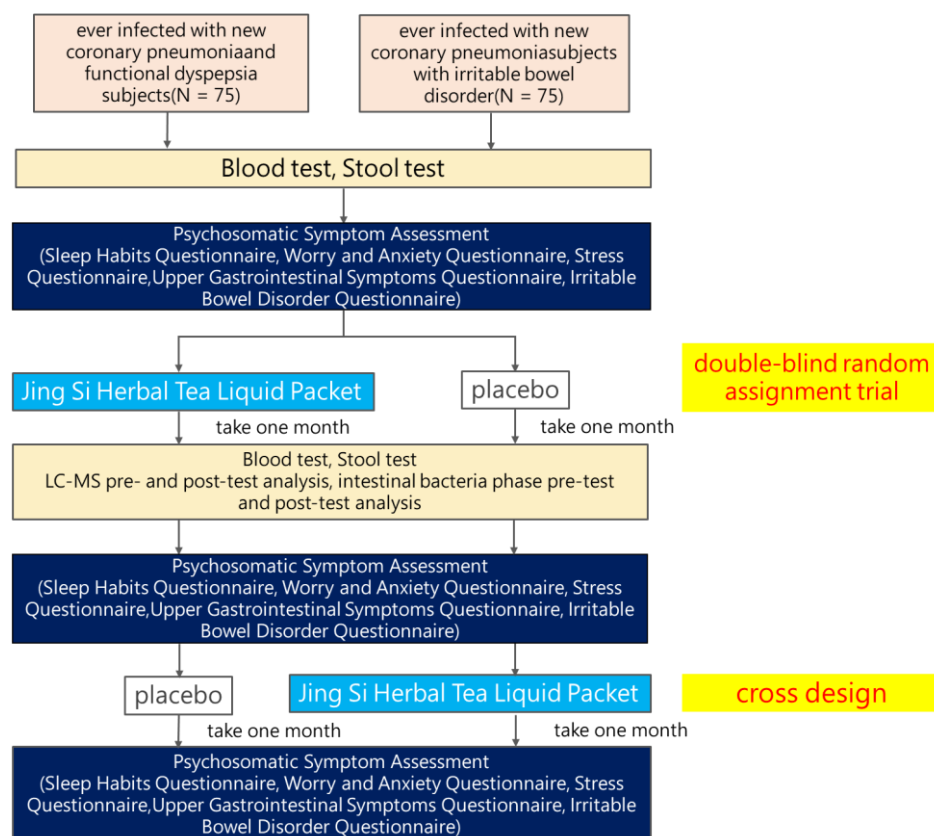 ever infected with new
coronary pneumoniaand
functional dyspepsia
subjects(N = 75)
ever infected with new
coronary pneumoniasubjects
with irritable bowel
disorder(N = 75)
Blood test, Stool test
Psychosomatic Symptom Assessment
(Sleep Habits Questionnaire, Worry and Anxiety Questionnaire, Stress
Questionnaire,Upper Gastrointestinal Symptoms Questionnaire, Irritable
Bowel Disorder Questionnaire)
Jing Si Herbal Tea Liquid Packet
placebo
double-blind random
assignment trial
take one month
take one month
Blood test, Stool test
LC-MS pre- and post-test analysis, intestinal bacteria phase pre-test
and post-test analysis
Psychosomatic Symptom Assessment
(Sleep Habits Questionnaire, Worry and Anxiety Questionnaire, Stress
Questionnaire,Upper Gastrointestinal Symptoms Questionnaire, Irritable
Bowel Disorder Questionnaire)
placebo
Jing Si Herbal Tea Liquid Packet
cross design
take one month
take one month
Psychosomatic Symptom Assessment
(Sleep Habits Questionnaire, Worry and Anxiety Questionnaire, Stress
Questionnaire,Upper Gastrointestinal Symptoms Questionnaire, Irritable
Bowel Disorder Questionnaire)